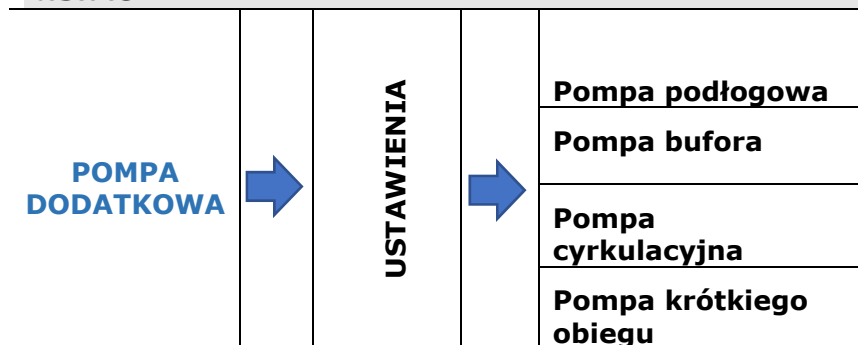 POMPA
DODATKOWA
USTAWIENIA
Pompa podłogowa
Pompa bufora
Pompa
cyrkulacyjna
Pompa krótkiego
obiegu